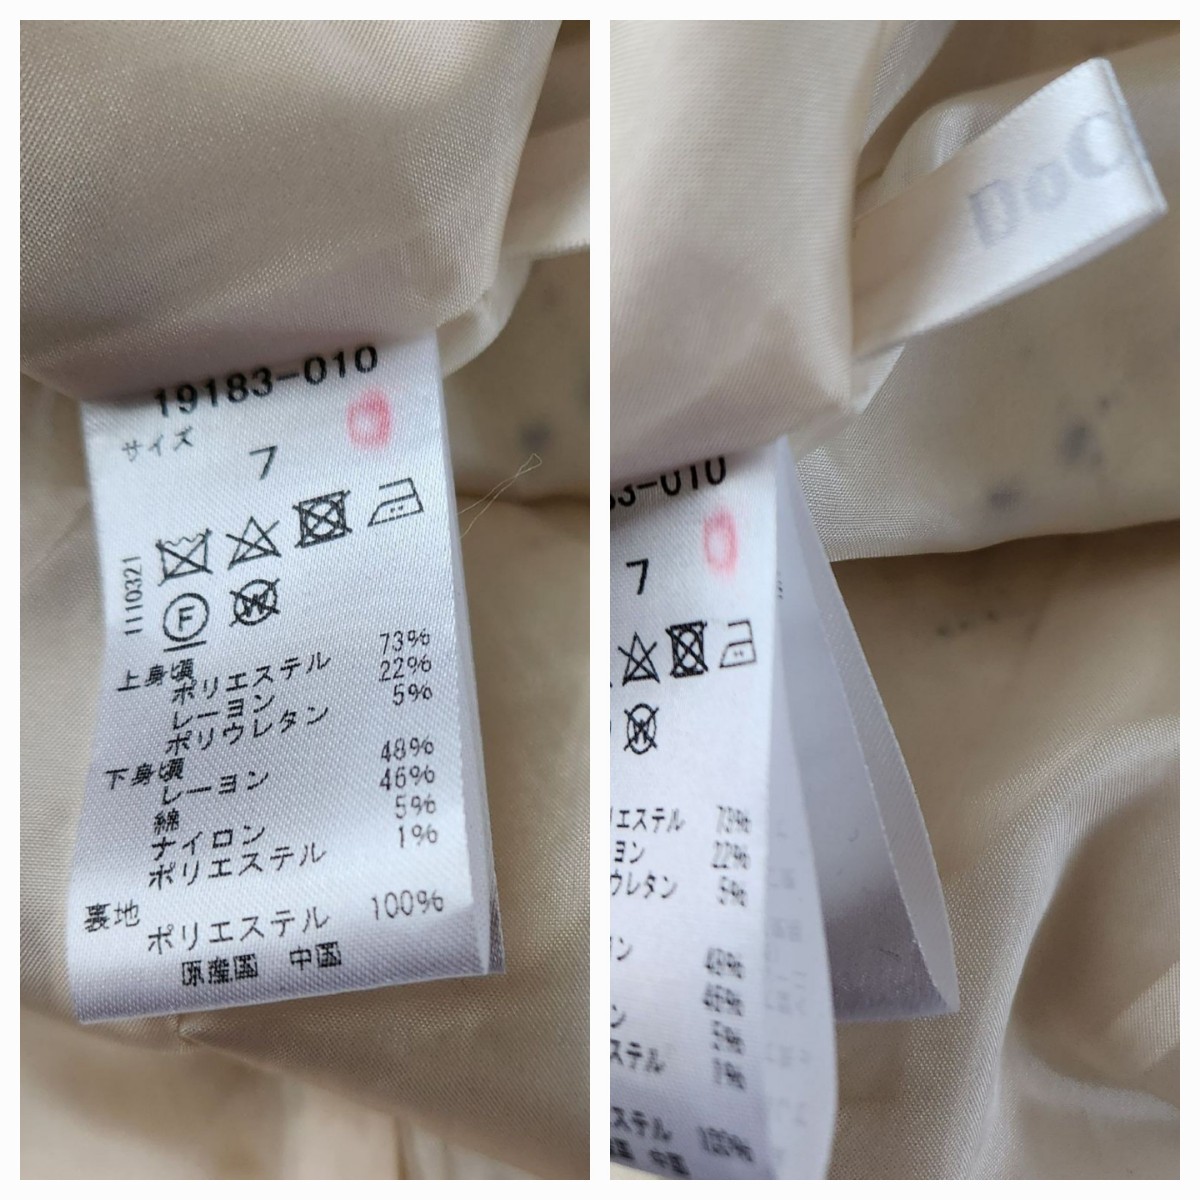 19183-010
サイズ
7
1110321
F
W
上身頃
ポリエステル 73%
レーヨン 22%
ポリウレタン 5%
下身頃
レーヨン 48%
綿 46%
ナイロン 5%
ポリエステル 1%
裏地
ポリエステル 100%
原産国 中国
DoC
3-010
7
W
リエステル 73%
ヨン 22%
ウレタン 5%
ン 48%
46%
ン 5%
ステル 1%
ステル 100%
国 中国